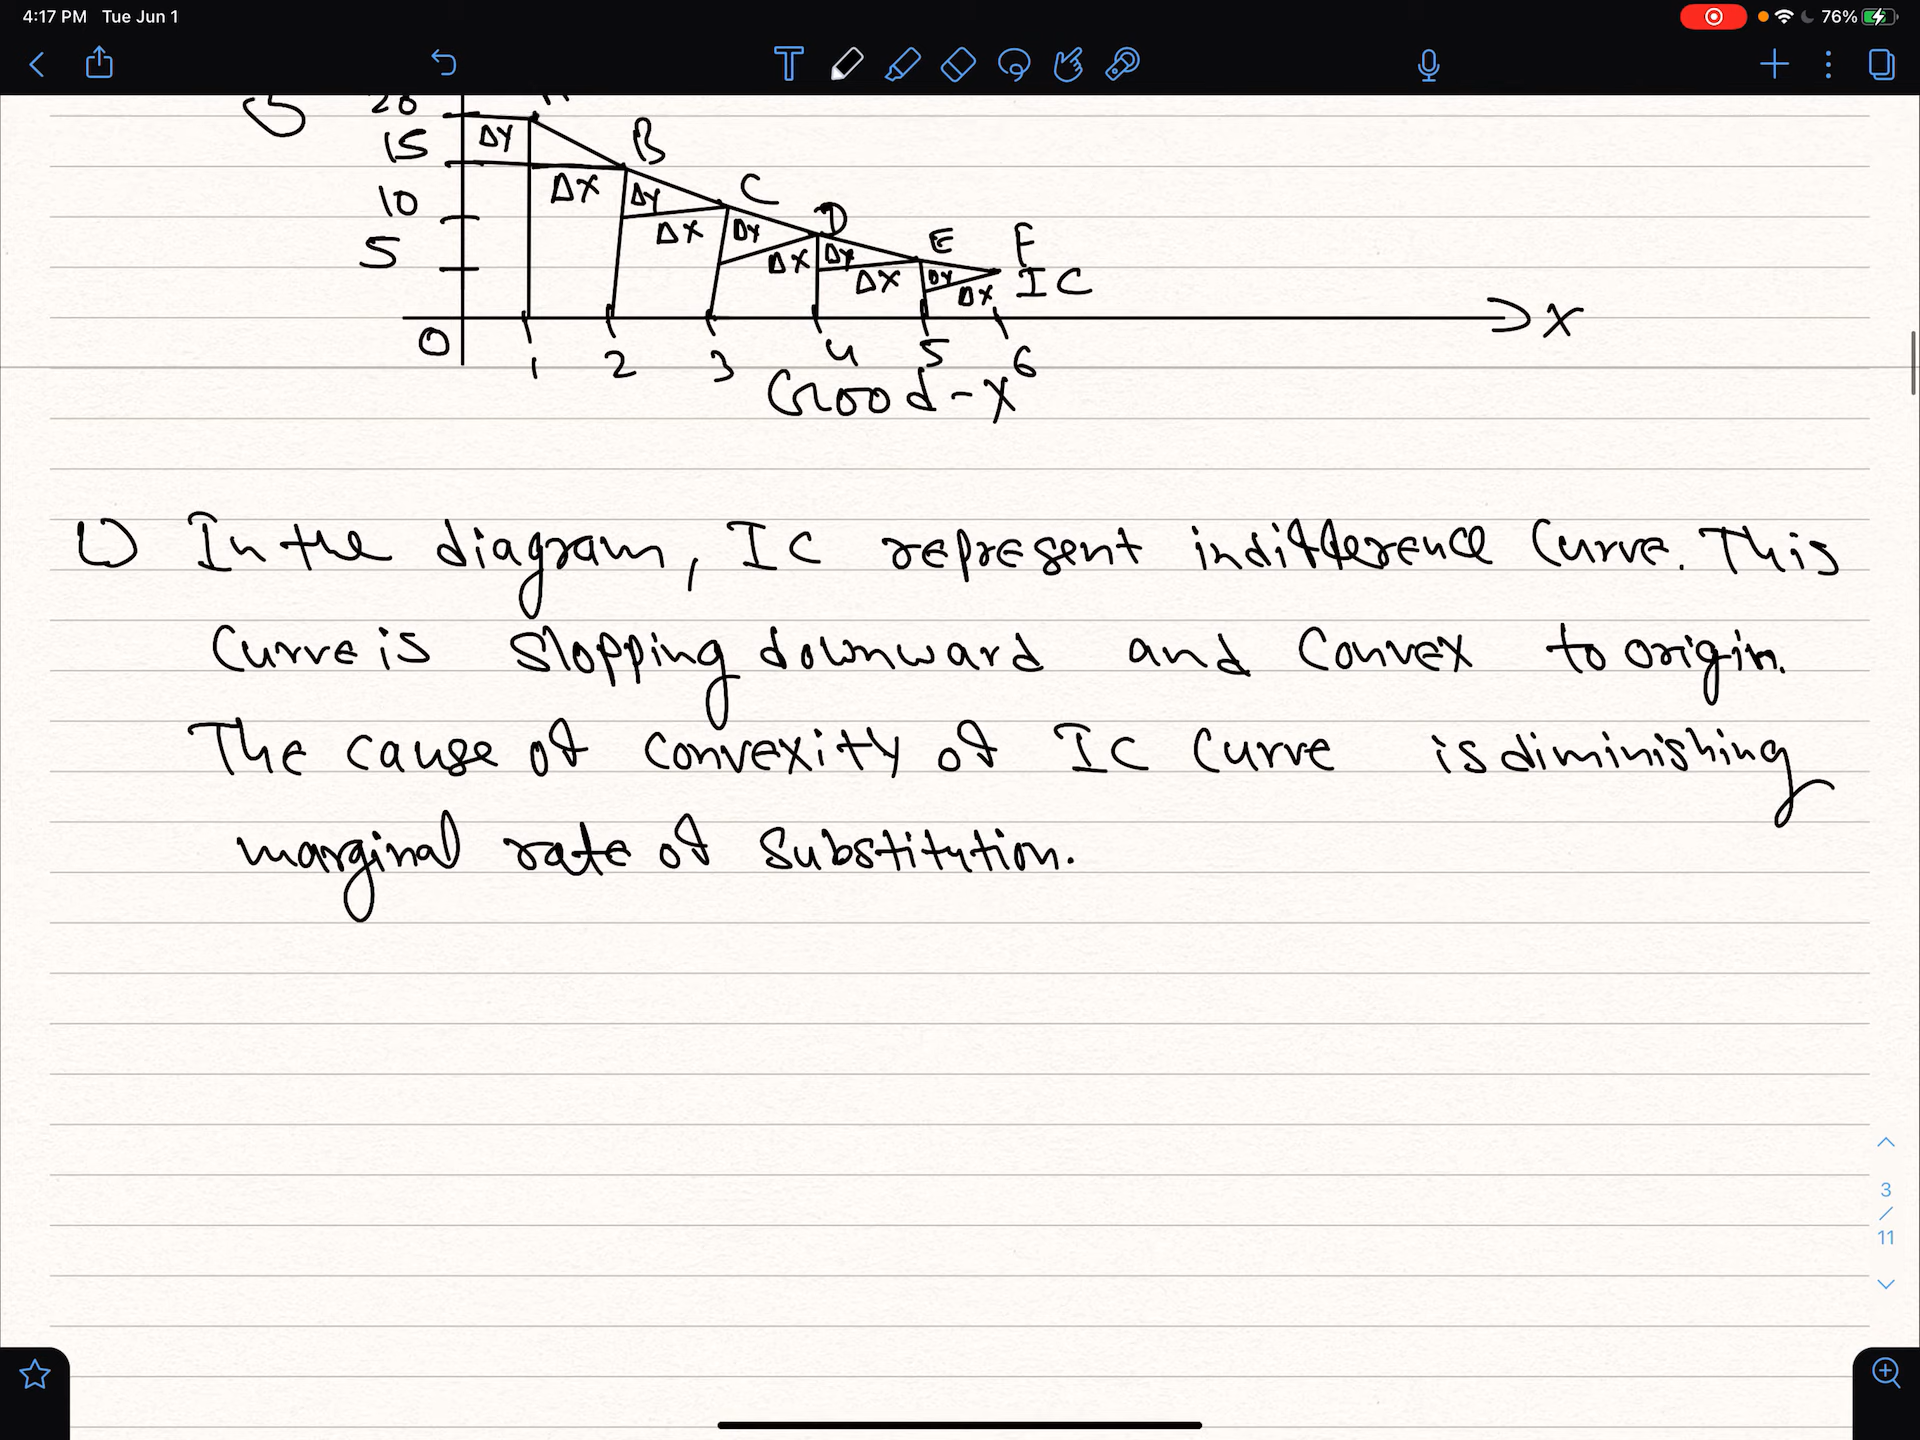 4:17 PM Tue Jun 1
76%
20
15
10
5
ΔY
B
ΔX
ΔY
C
ΔX
ΔY
D
ΔX
ΔY
E
ΔX
ΔY
F
ΔX
IC
X
O
1
2
3
4
5
6
Good-X
1) In the diagram, IC represent indifference Curve. This
Curve is slopping downward and Convex to origin.
The cause of convexity of IC Curve is diminishing
marginal rate of substitution.
3
/
11